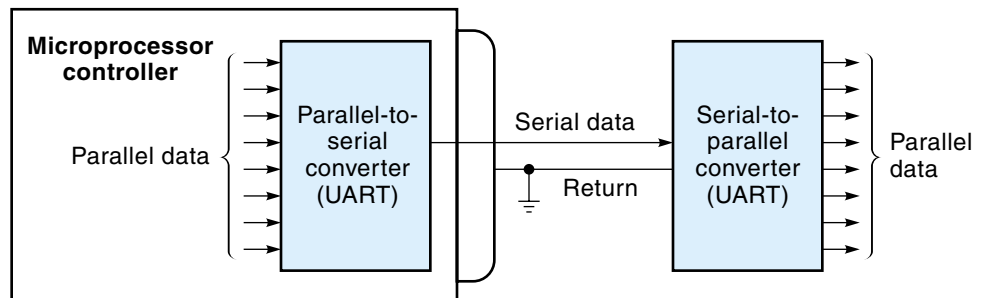 Microprocessor
controller
Parallel data
Parallel-to-
serial
converter
(UART)
Serial data
Return
Serial-to-
parallel
converter
(UART)
Parallel
data